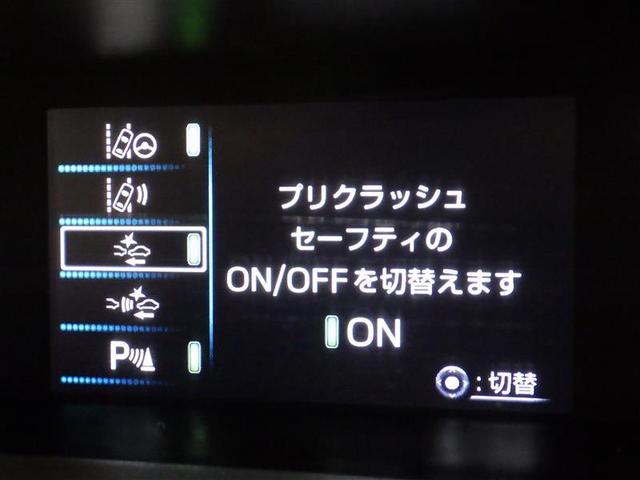 プリクラッシュ
セーフティの
ON/OFFを切替えます
ON
P
:切替